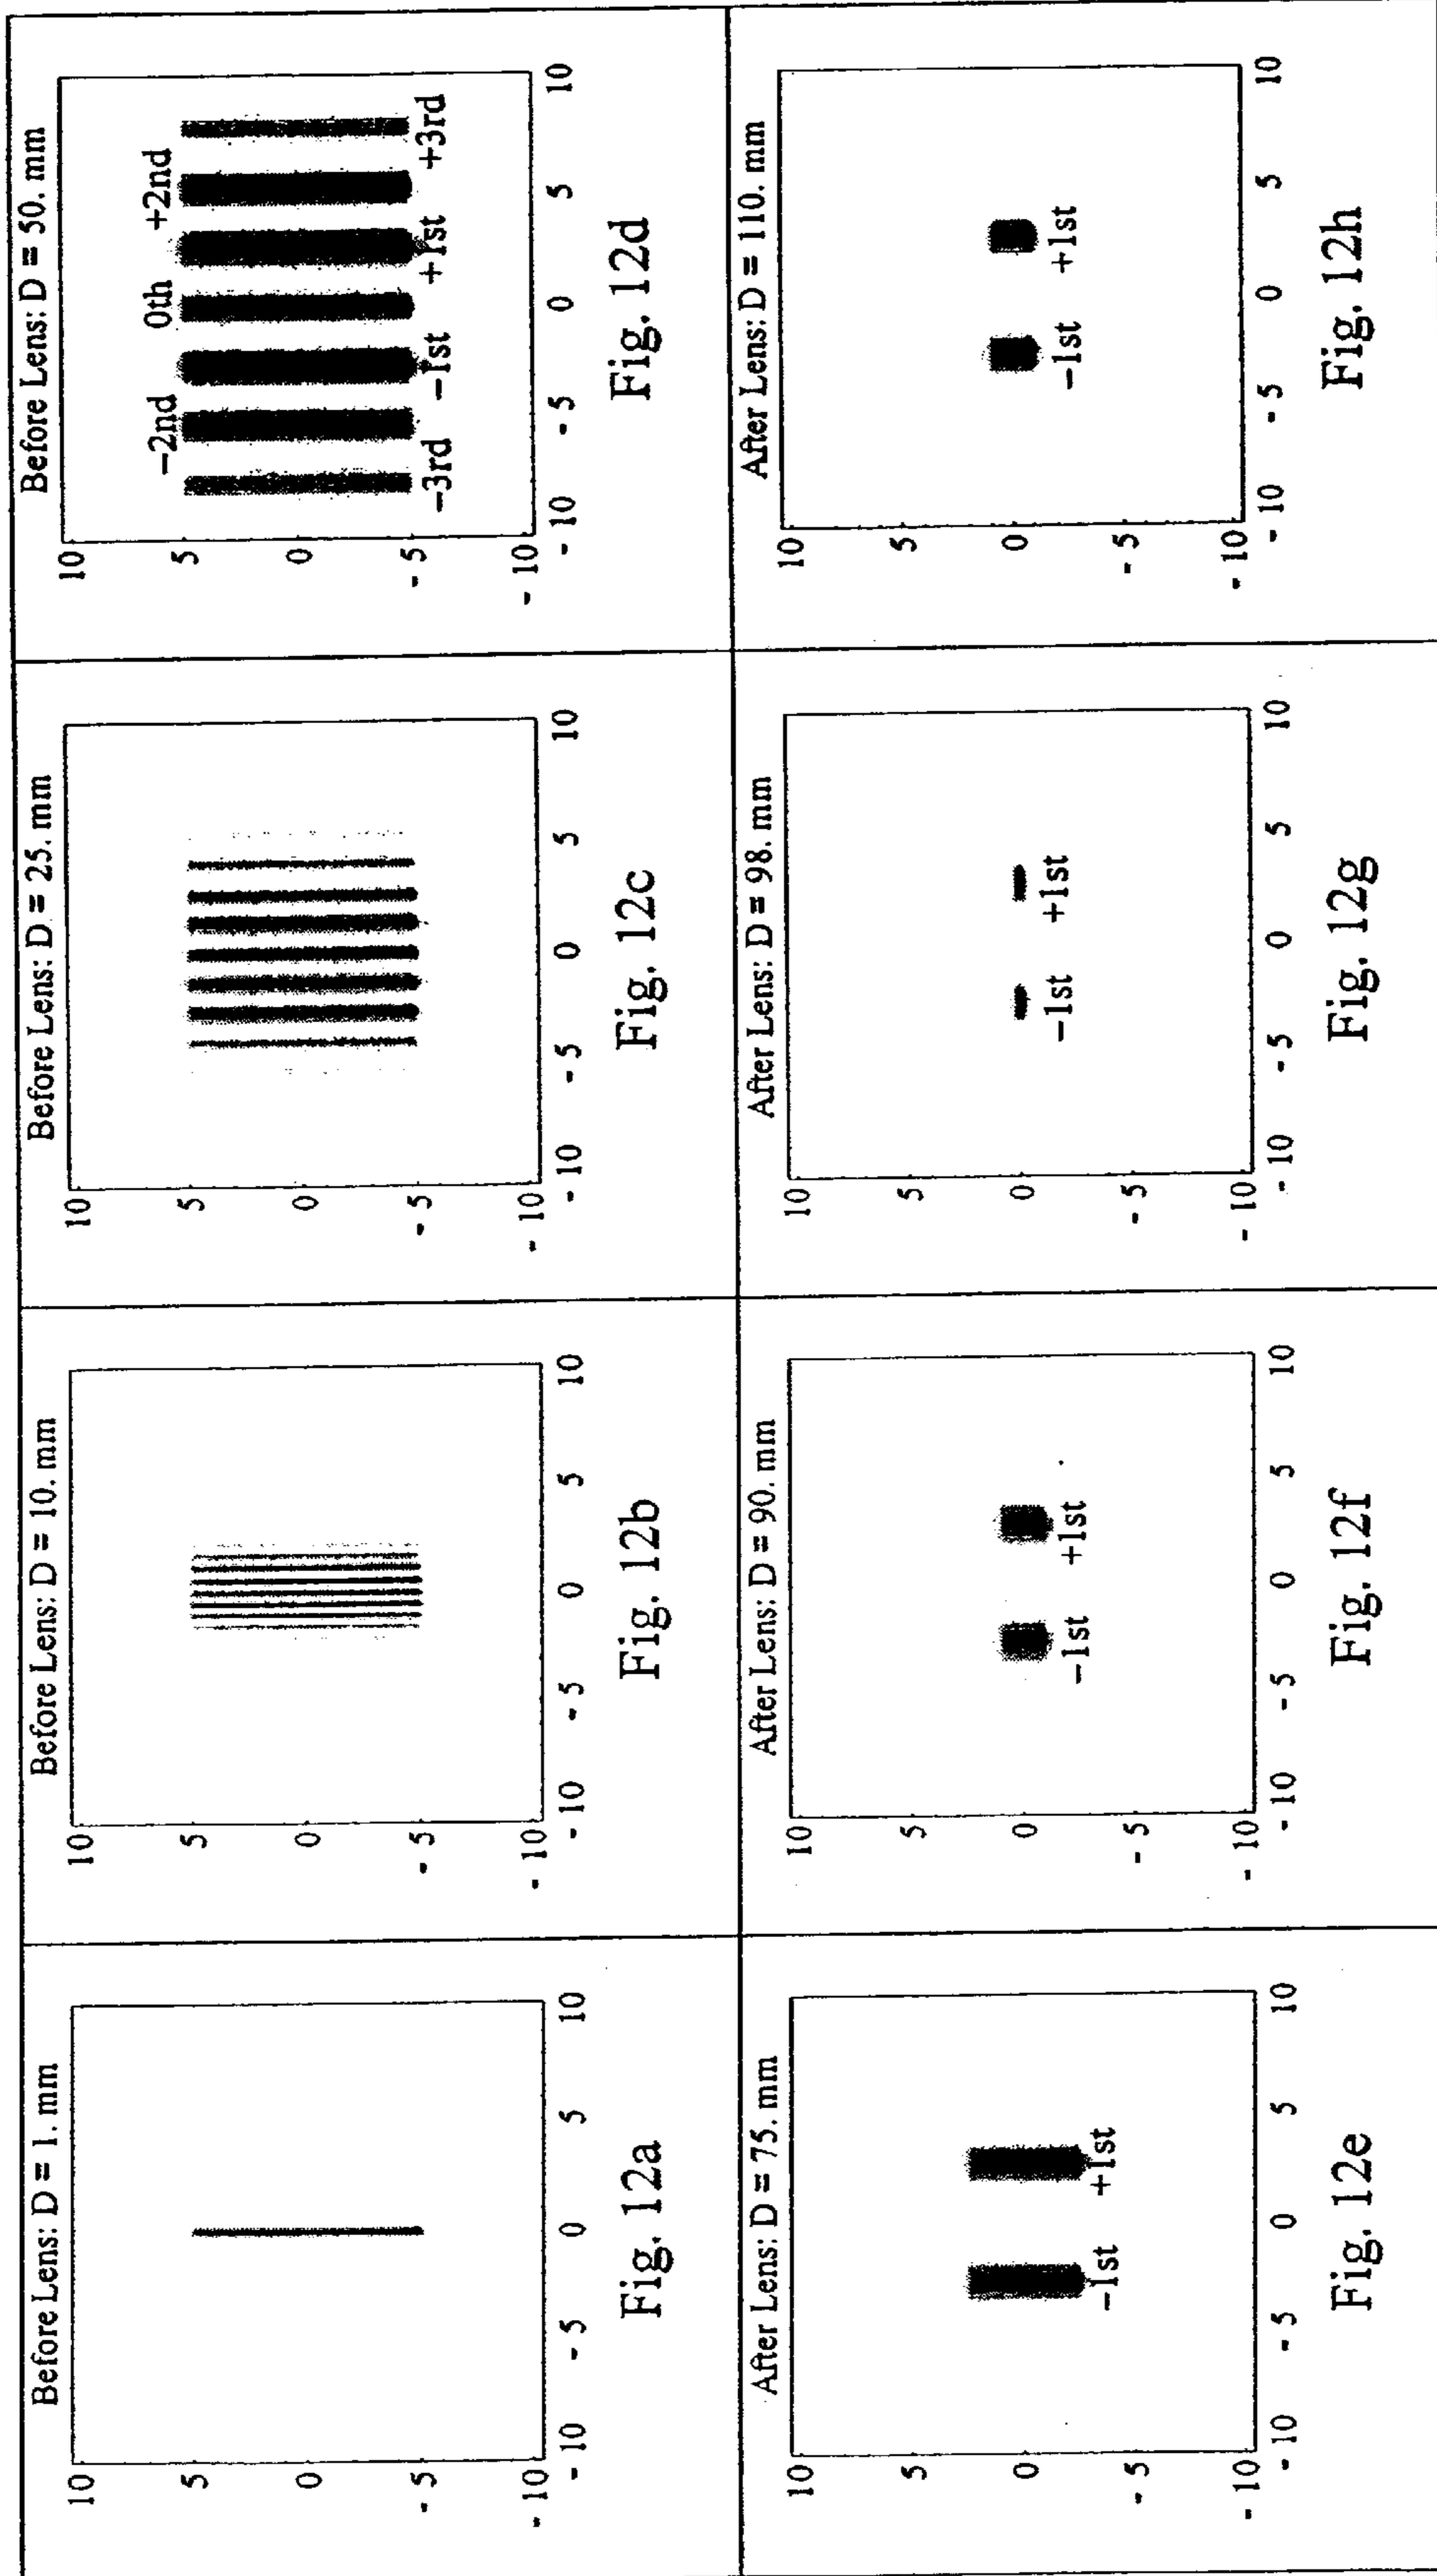 Before Lens: D = 1. mm
10
5
0
- 5
- 10
- 10 - 5 0 5 10
Fig. 12a
Before Lens: D = 10. mm
10
5
0
- 5
- 10
- 10 - 5 0 5 10
Fig. 12b
Before Lens: D = 25. mm
10
5
0
- 5
- 10
- 10 - 5 0 5 10
Fig. 12c
Before Lens: D = 50. mm
10
−2nd 0th +2nd
5
0
- 5
−3rd −1st +1st +3rd
- 10
- 10 - 5 0 5 10
Fig. 12d
After Lens: D = 75. mm
10
5
0
−1st +1st
- 5
- 10
- 10 - 5 0 5 10
Fig. 12e
After Lens: D = 90. mm
10
5
0
−1st +1st
- 5
- 10
- 10 - 5 0 5 10
Fig. 12f
After Lens: D = 98. mm
10
5
0
−1st +1st
- 5
- 10
- 10 - 5 0 5 10
Fig. 12g
After Lens: D = 110. mm
10
5
0
−1st +1st
- 5
- 10
- 10 - 5 0 5 10
Fig. 12h